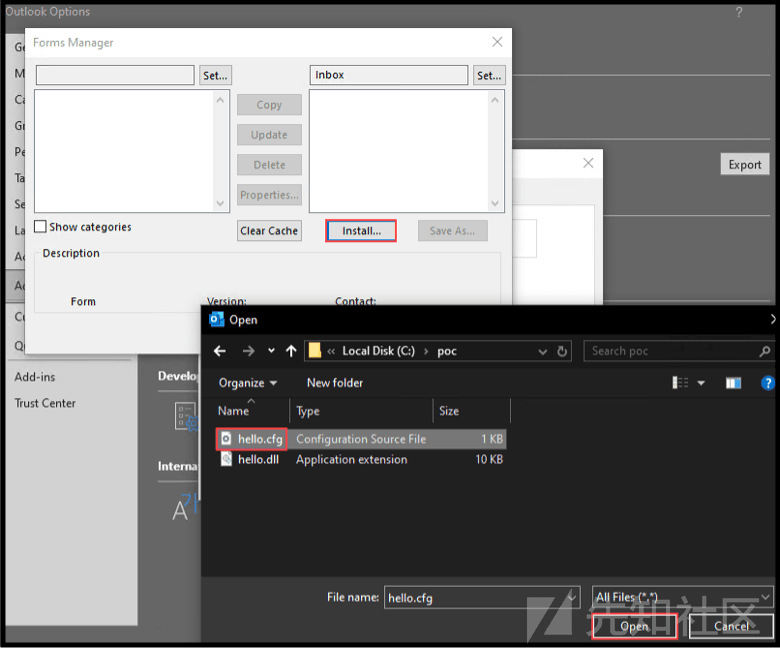 Outlook Options
?
Forms Manager
Set...
Inbox
Set...
Copy
Update
Delete
Properties...
Export
Show categories
Clear Cache
Install...
Save As...
Description
Form
Version:
Contact:
Add-ins
Trust Center
Develo
Interna
Open
« Local Disk (C:) › poc
Search poc
Organize
New folder
?
Name
Type
Size
hello.cfg
Configuration Source File
1 KB
hello.dll
Application extension
10 KB
File name:
hello.cfg
All Files (*.*)
Open
Cancel
先知社区